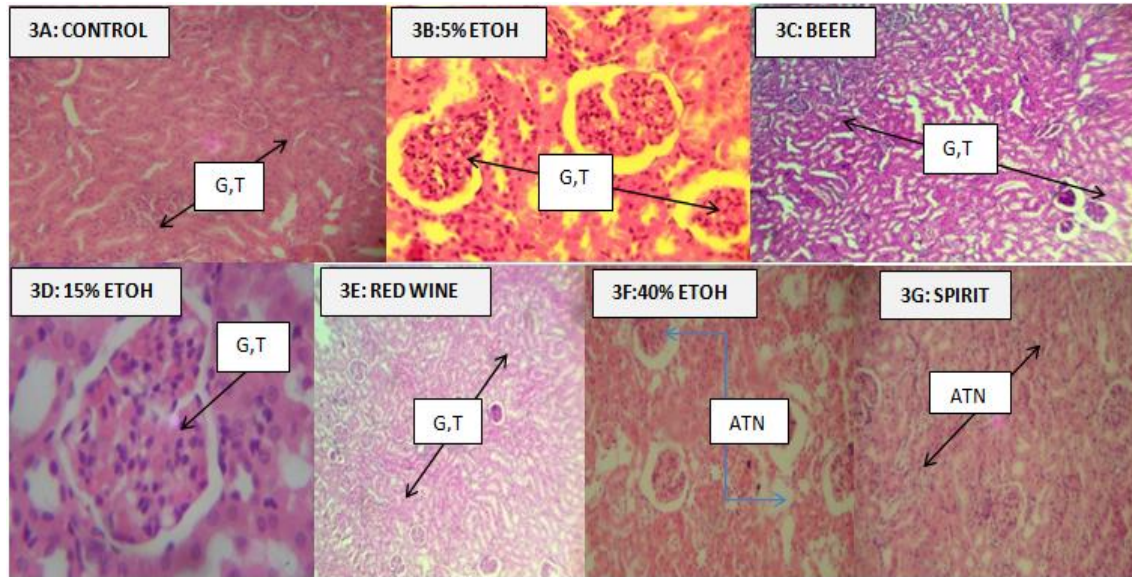 3A: CONTROL
3B:5% ETOH
3C: BEER
G,T
G,T
G,T
3D: 15% ETOH
3E: RED WINE
3F:40% ETOH
3G: SPIRIT
G,T
G,T
ATN
ATN